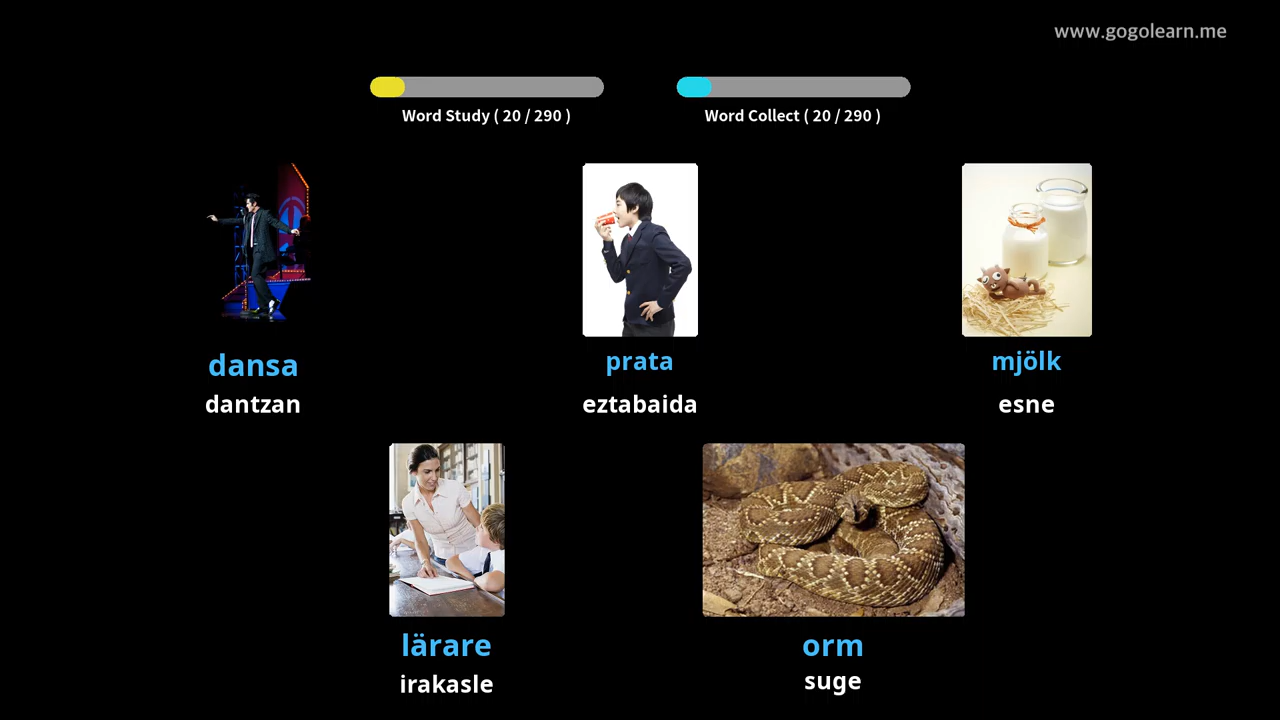 www.gogolearn.me
Word Study ( 20 / 290 )
Word Collect ( 20 / 290 )
dansa
dantzan
prata
eztabaida
mjölk
esne
lärare
irakasle
orm
suge